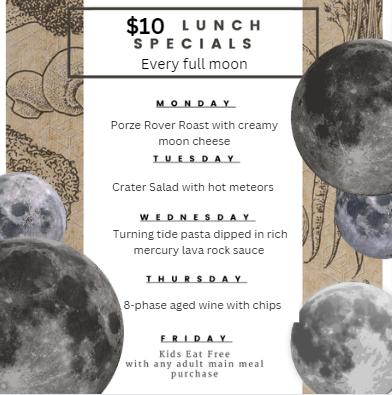 $10 LUNCH
SPECIALS
Every full moon
MONDAY
Porze Rover Roast with creamy
moon cheese
TUESDAY
Crater Salad with hot meteors
WEDNESDAY
Turning tide pasta dipped in rich
mercury lava rock sauce
THURSDAY
8-phase aged wine with chips
FRIDAY
Kids Eat Free
with any adult main meal
purchase